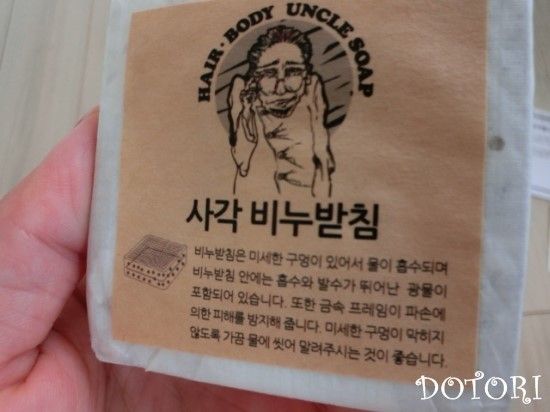 HAIR · BODY UNCLE SOAP
사각 비누받침
비누받침은 미세한 구멍이 있어서 물이 흡수되며
비누받침 안에는 흡수와 발수가 뛰어난 광물이
포함되어 있습니다. 또한 금속 프레임이 파손에
의한 피해를 방지해 줍니다. 미세한 구멍이 막히지
않도록 가끔 물에 씻어 말려주시는 것이 좋습니다.
DOTORI